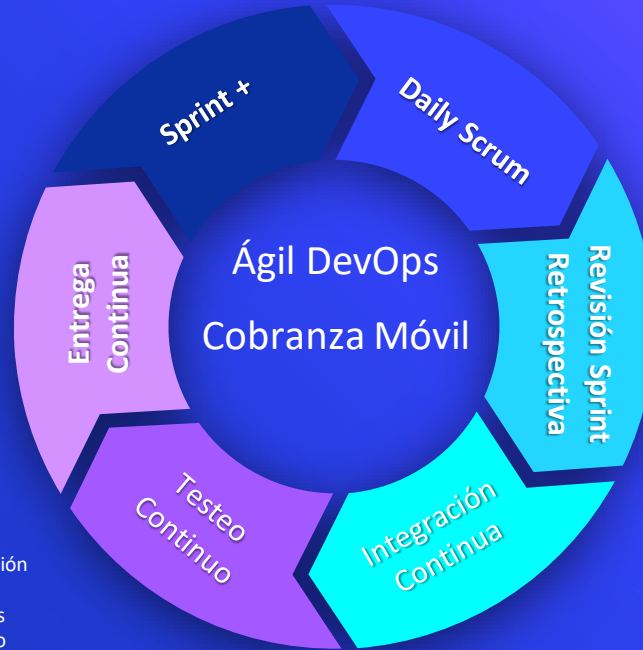 Sprint +
Daily Scrum
Revisión Sprint
Retrospectiva
Integración
Continua
Testeo
Continuo
Entrega
Continua
Ágil DevOps
Cobranza Móvil